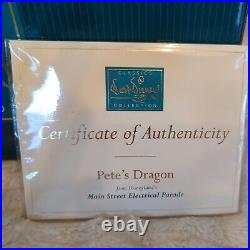 CLASSICS
Walt Disney
COLLECTION
Certificate of Authenticity
Pete's Dragon
from Disneyland's
Main Street Electrical Parade